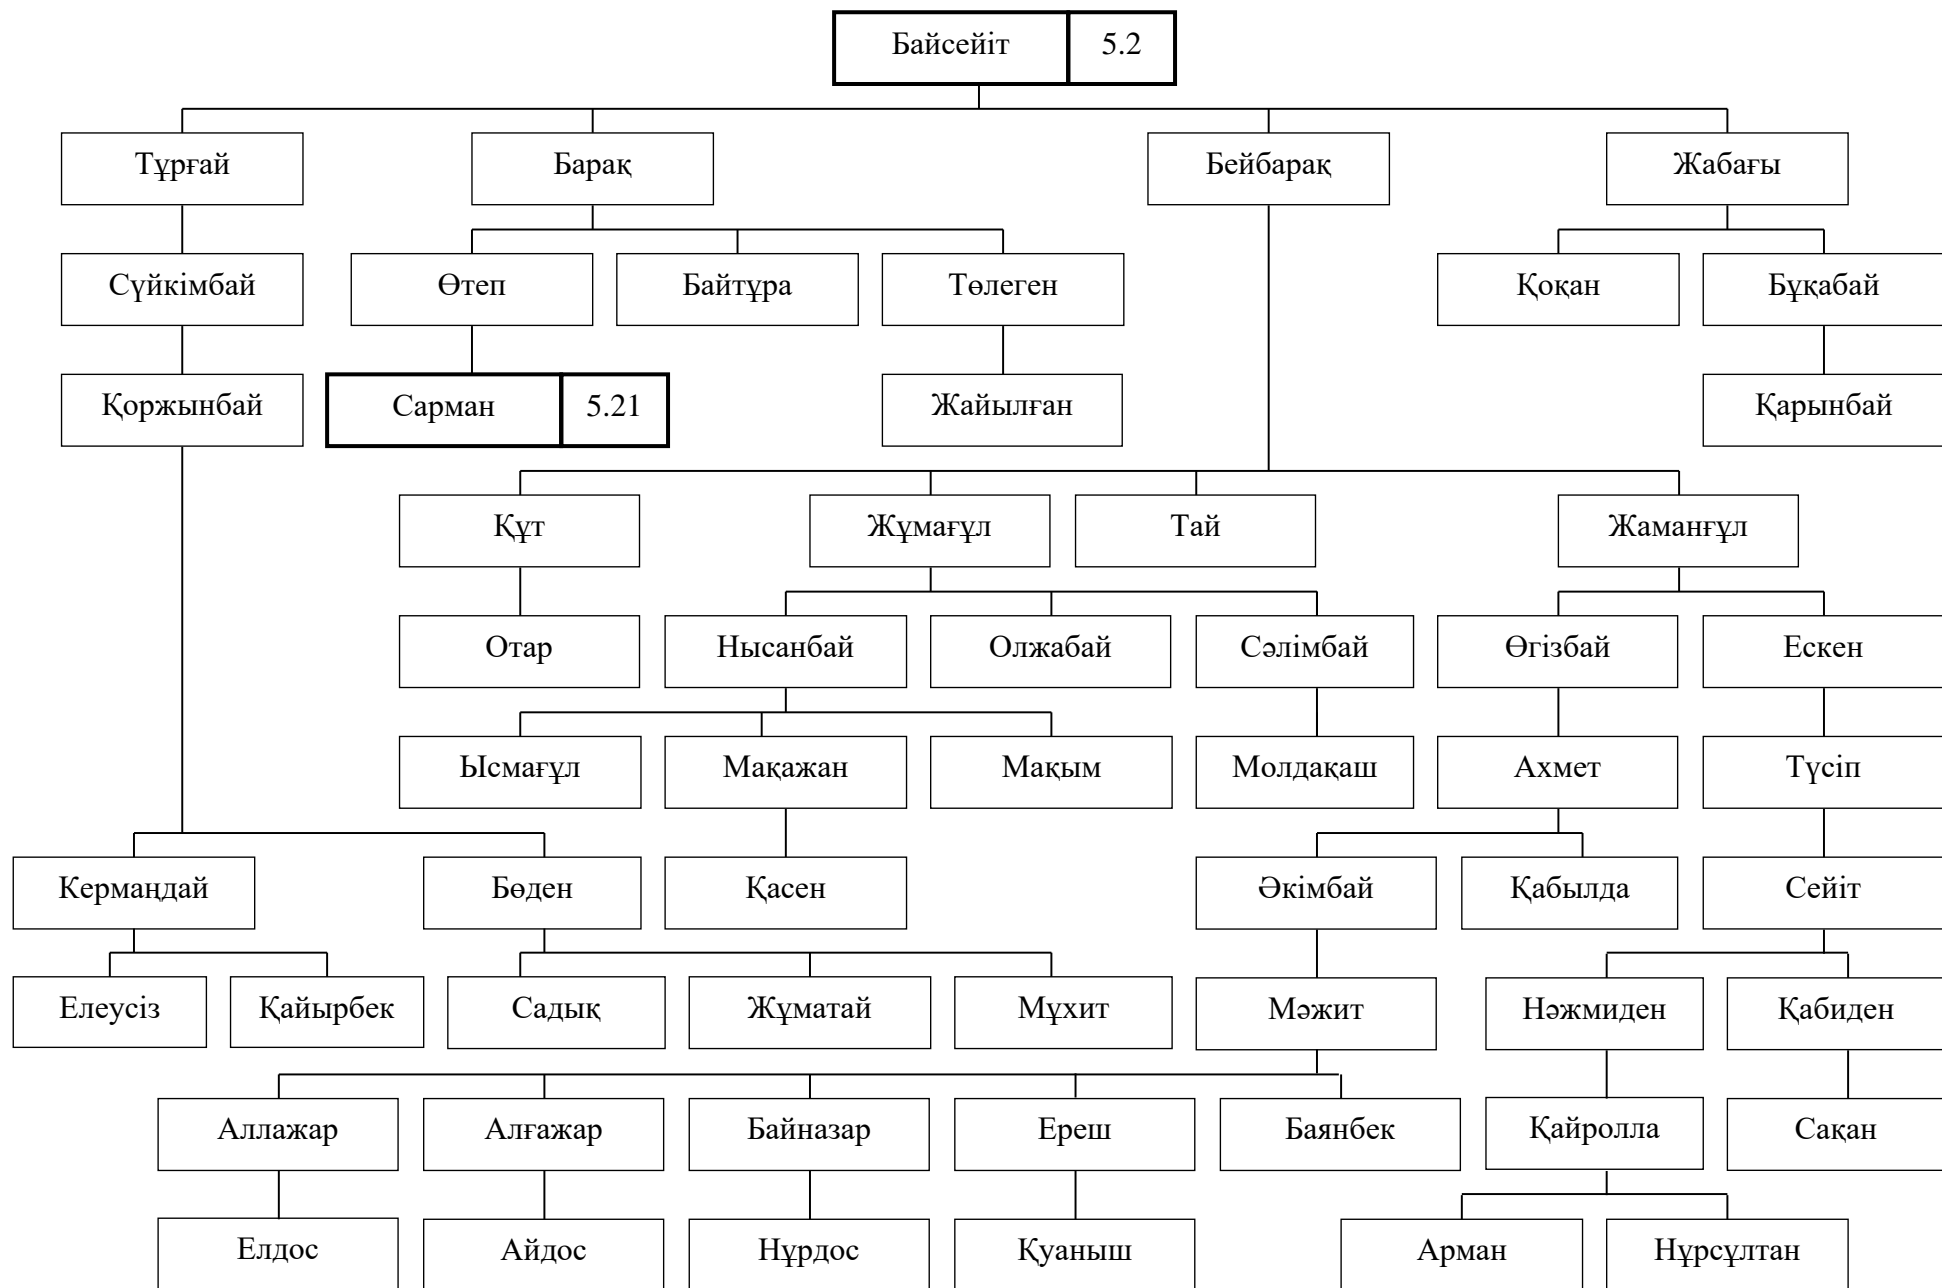 Байсейіт 5.2
Тұрғай Барақ Бейбарақ Жабағы
Сүйкімбай Өтеп Байтұра Төлеген Қоқан Бұқабай
Қоржынбай Сарман 5.21 Жайылған Қарынбай
Құт Жұмағұл Тай Жаманғұл
Отар Нысанбай Олжабай Сәлімбай Өгізбай Ескен
Ысмағұл Мақажан Мақым Молдақаш Ахмет Түсіп
Кермаңдай Бөден Қасен Әкімбай Қабылда Сейіт
Елеусіз Қайырбек Садық Жұматай Мұхит Мәжит Нәжмиден Қабиден
Аллажар Алғажар Байназар Ереш Баянбек Қайролла Сақан
Елдос Айдос Нұрдос Қуаныш Арман Нұрсұлтан